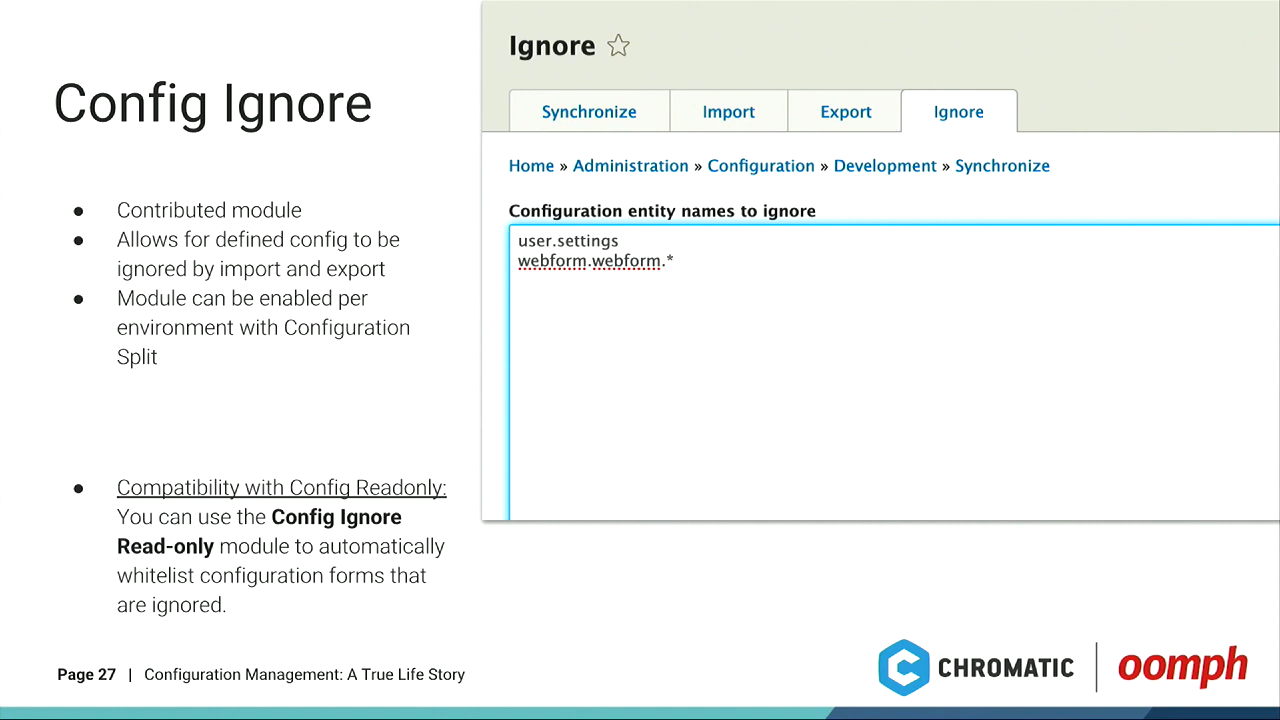 Config Ignore
● Contributed module
● Allows for defined config to be
ignored by import and export
● Module can be enabled per
environment with Configuration
Split
● Compatibility with Config Readonly:
You can use the Config Ignore
Read-only module to automatically
whitelist configuration forms that
are ignored.
Ignore
Synchronize Import Export Ignore
Home » Administration » Configuration » Development » Synchronize
Configuration entity names to ignore
user.settings
webform.webform.*
Page 27 | Configuration Management: A True Life Story
CHROMATIC | oomph